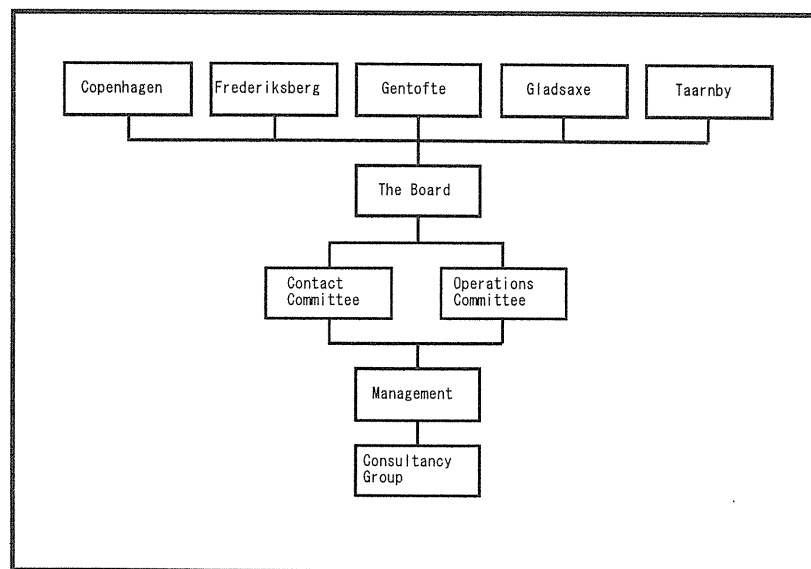 Copenhagen
Frederiksberg
Gentofte
Gladsaxe
Taarnby
The Board
Contact
Committee
Operations
Committee
Management
Consultancy
Group